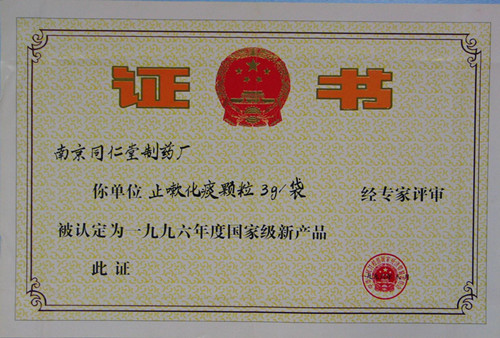 证书
南京同仁堂制药厂
你单位 止嗽化痰颗粒 3g/袋 经专家评审
被认定为一九九六年度国家级新产品
此证